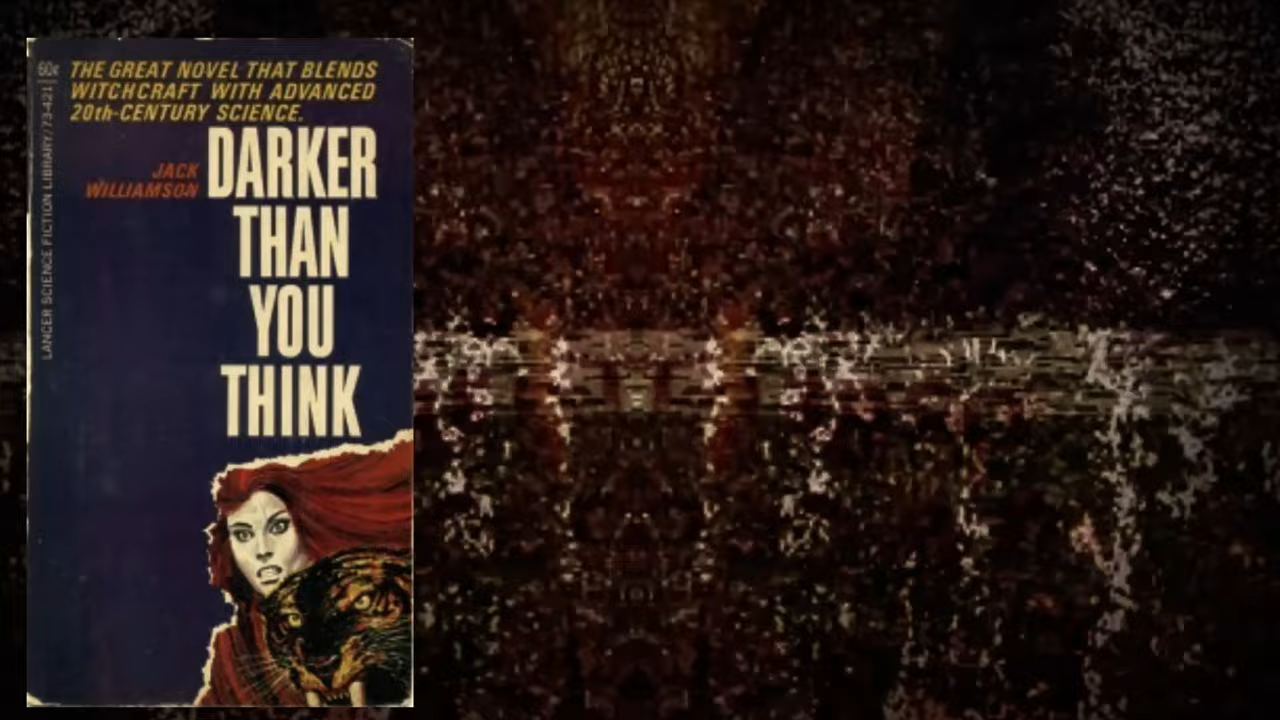 60¢
THE GREAT NOVEL THAT BLENDS
WITCHCRAFT WITH ADVANCED
20th-CENTURY SCIENCE.
JACK
WILLIAMSON
DARKER
THAN
YOU
THINK
LANCER SCIENCE FICTION LIBRARY/73-421